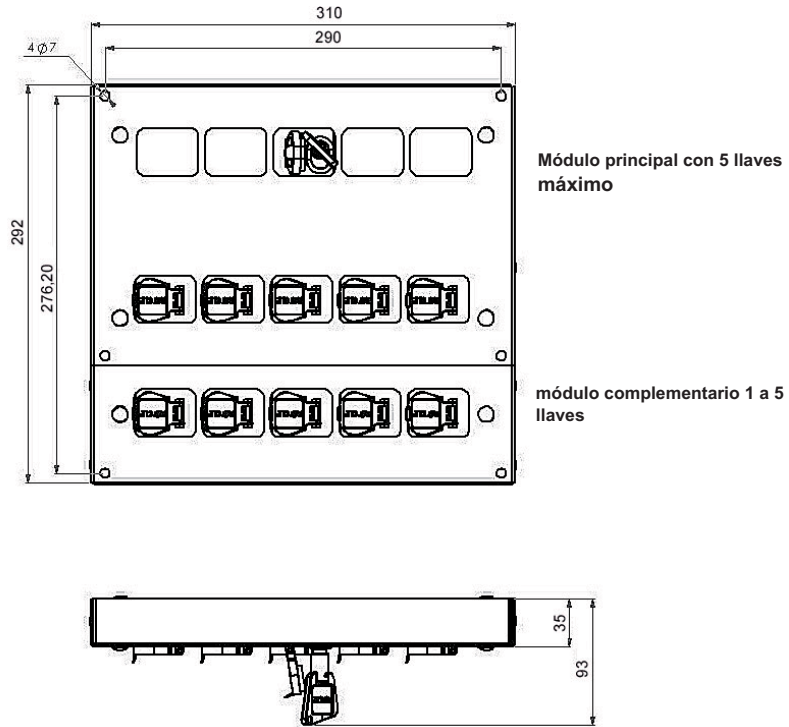 310
290
4∅7
Módulo principal con 5 llaves
máximo
292
276,20
módulo complementario 1 a 5
llaves
35
93